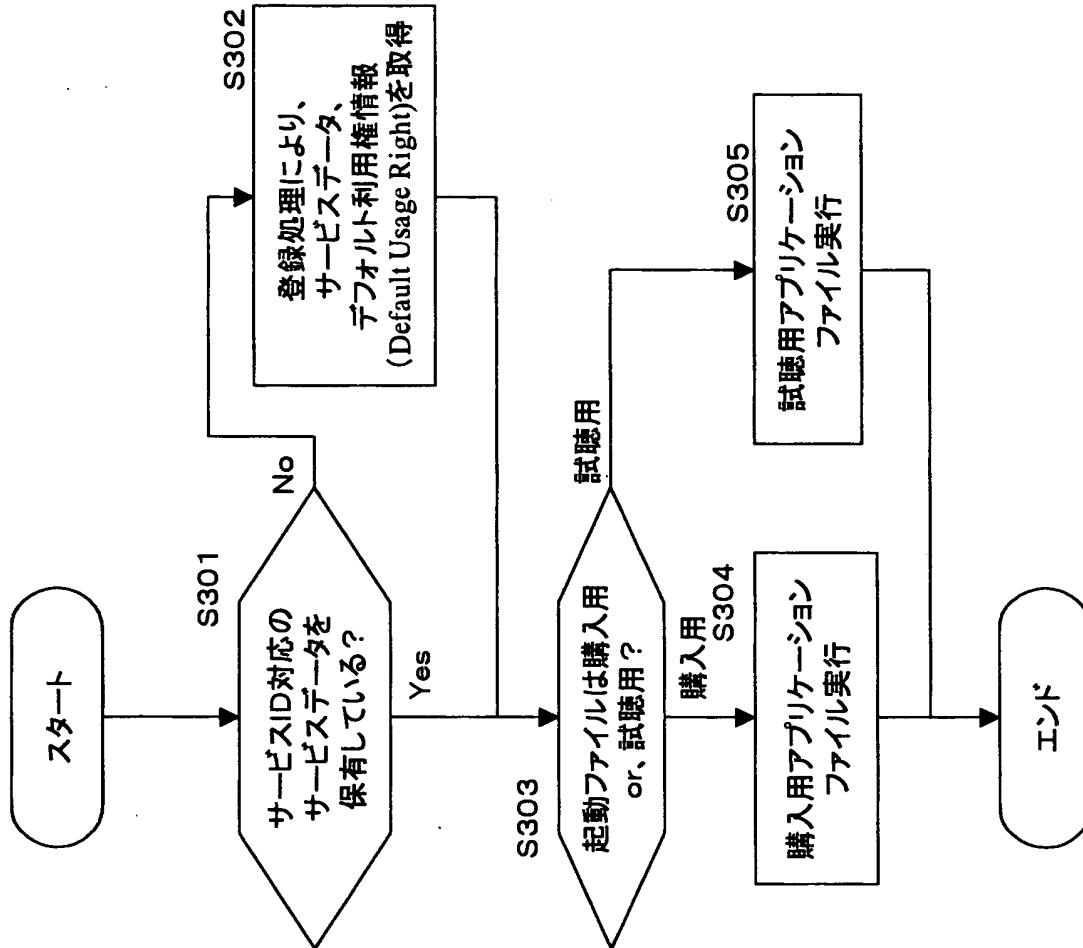 スタート
S301
サービスID対応の
サービスデータを
保有している?
No
Yes
S302
登録処理により、
サービスデータ、
デフォルト利用権情報
(Default Usage Right)を取得
S303
起動ファイルは購入用
or、試聴用?
試聴用
購入用
S304
購入用アプリケーション
ファイル実行
S305
試聴用アプリケーション
ファイル実行
エンド